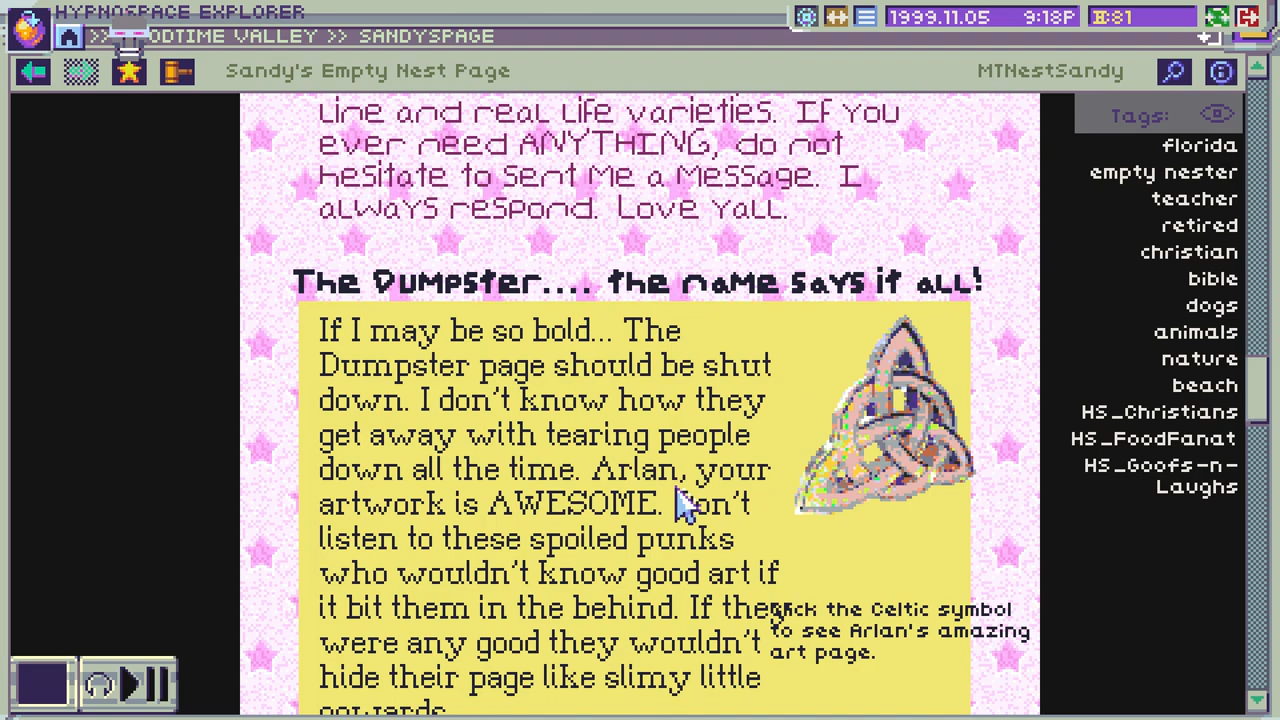 HYPNOSPACE EXPLORER
1999.11.05 9:18P
81
>> ODTIME VALLEY >> SANDYSPAGE
Sandy's Empty Nest Page
MTNestSandy
Tags:
florida
empty nester
teacher
retired
christian
bible
dogs
animals
nature
beach
HS_Christians
HS_FoodFanat
HS_Goofs-n-
Laughs
line and real life varieties. If you
ever need ANYTHING, do not
hesitate to sent me a message. I
always respond. Love yall.
The Dumpster.... the name says it all!
If I may be so bold... The
Dumpster page should be shut
down. I don't know how they
get away with tearing people
down all the time. Arlan, your
artwork is AWESOME. Don't
listen to these spoiled punks
who wouldn't know good art if
it bit them in the behind. If they
were any good they wouldn't
hide their page like slimy little
cowards
Click the Celtic symbol
to see Arlan's amazing
art page.